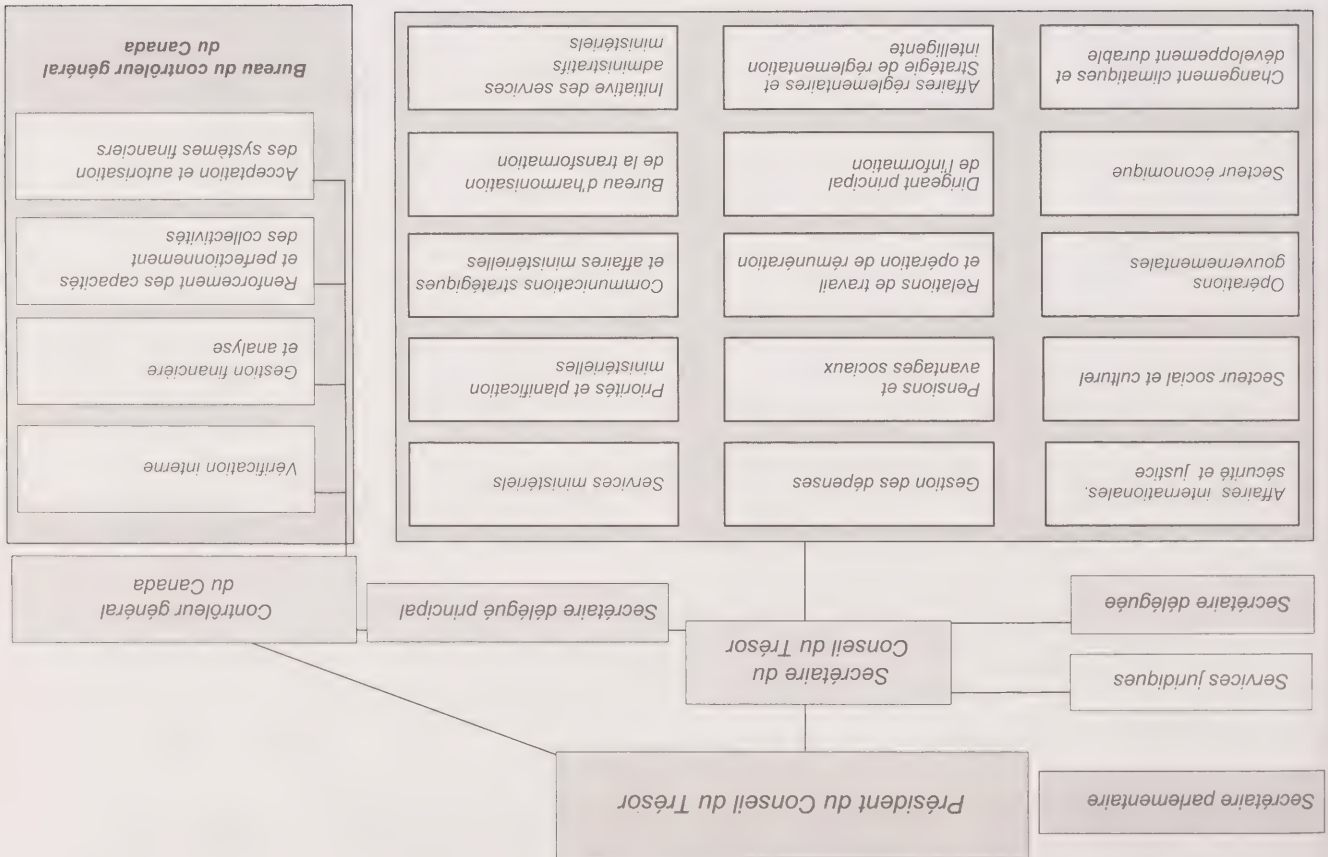 Secrétaire parlementaire
Président du Conseil du Trésor
Services juridiques
Secrétaire déléguée
Secrétaire du
Conseil du Trésor
Secrétaire délégué principal
Contrôleur général
du Canada
Affaires internationales.
sécurité et justice
Gestion des dépenses
Services ministériels
Secteur social et culturel
Pensions et
avantages sociaux
Priorités et planification
ministérielles
Opérations
gouvernementales
Relations de travail
et opération de rémunération
Communications stratégiques
et affaires ministérielles
Secteur économique
Dirigeant principal
de l'information
Bureau d'harmonisation
de la transformation
Changement climatiques et
développement durable
Affaires réglementaires et
Stratégie de réglementation
intelligente
Initiative des services
administratifs
ministériels
Vérification interne
Gestion financière
et analyse
Renforcement des capacités
et perfectionnement
des collectivités
Acceptation et autorisation
des systèmes financiers
Bureau du contrôleur général
du Canada